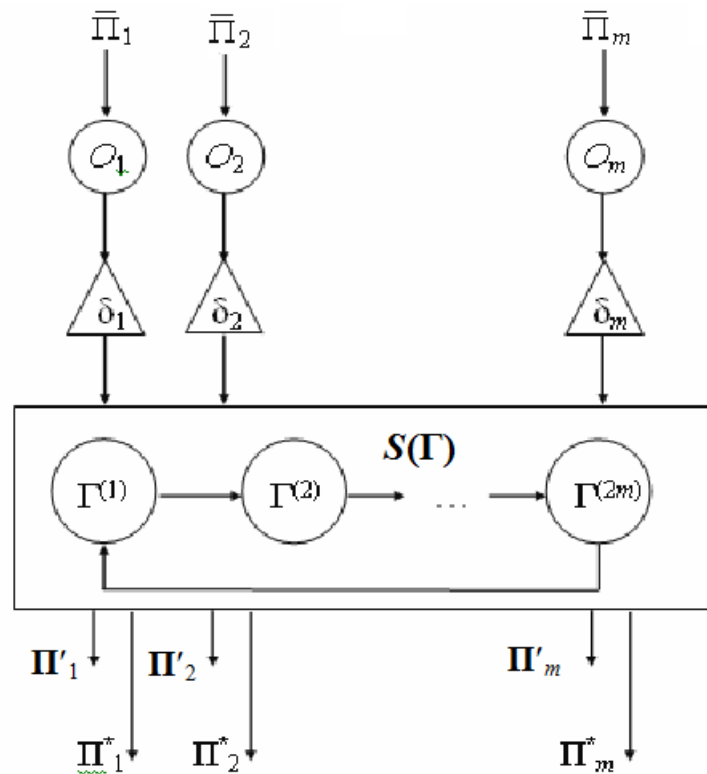 Π̅₁ Π̅₂ Π̅ₘ
O₁ O₂ Oₘ
δ₁ δ₂ δₘ
S(Γ)
Γ⁽¹⁾ Γ⁽²⁾ ... Γ⁽²ᵐ⁾
Π′₁ Π′₂ Π′ₘ
Π*₁ Π*₂ Π*ₘ